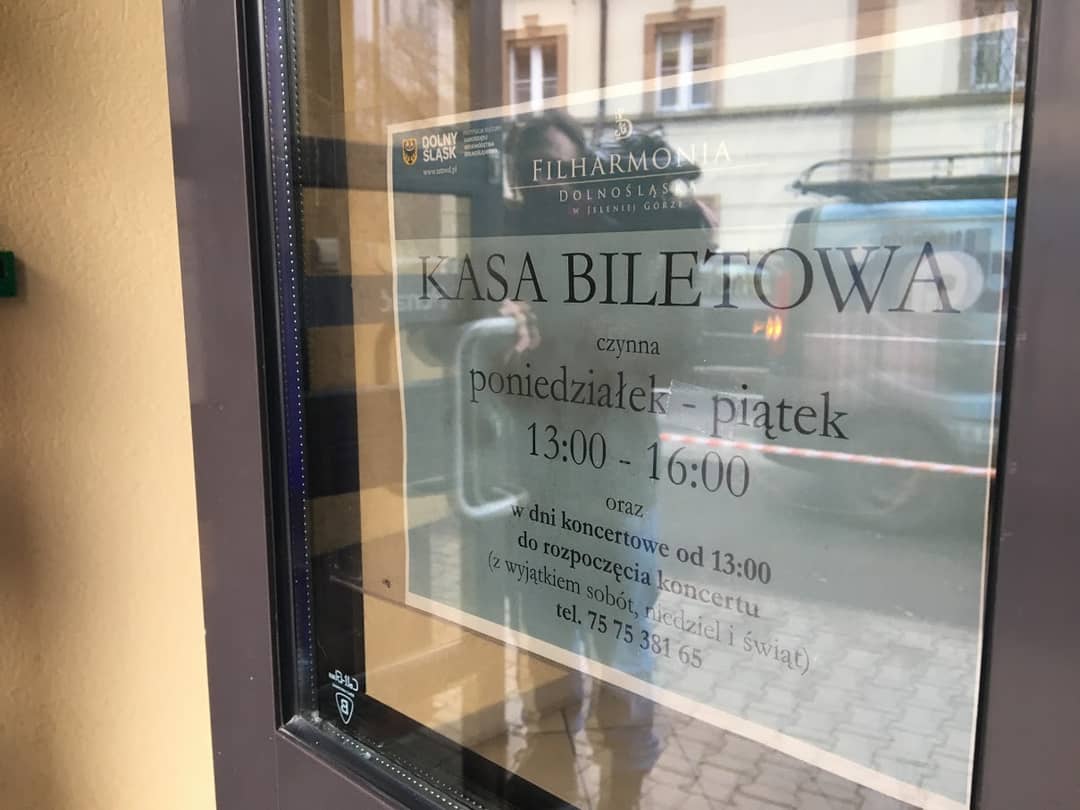 DOLNY
ŚLĄSK
FILHARMONIA
DOLNOŚLĄSKA
W JELENIEJ GÓRZE
KASA BILETOWA
czynna
poniedziałek - piątek
13:00 - 16:00
oraz
w dni koncertowe od 13:00
do rozpoczęcia koncertu
(z wyjątkiem sobót, niedziel i świąt)
tel. 75 75 381 65
B